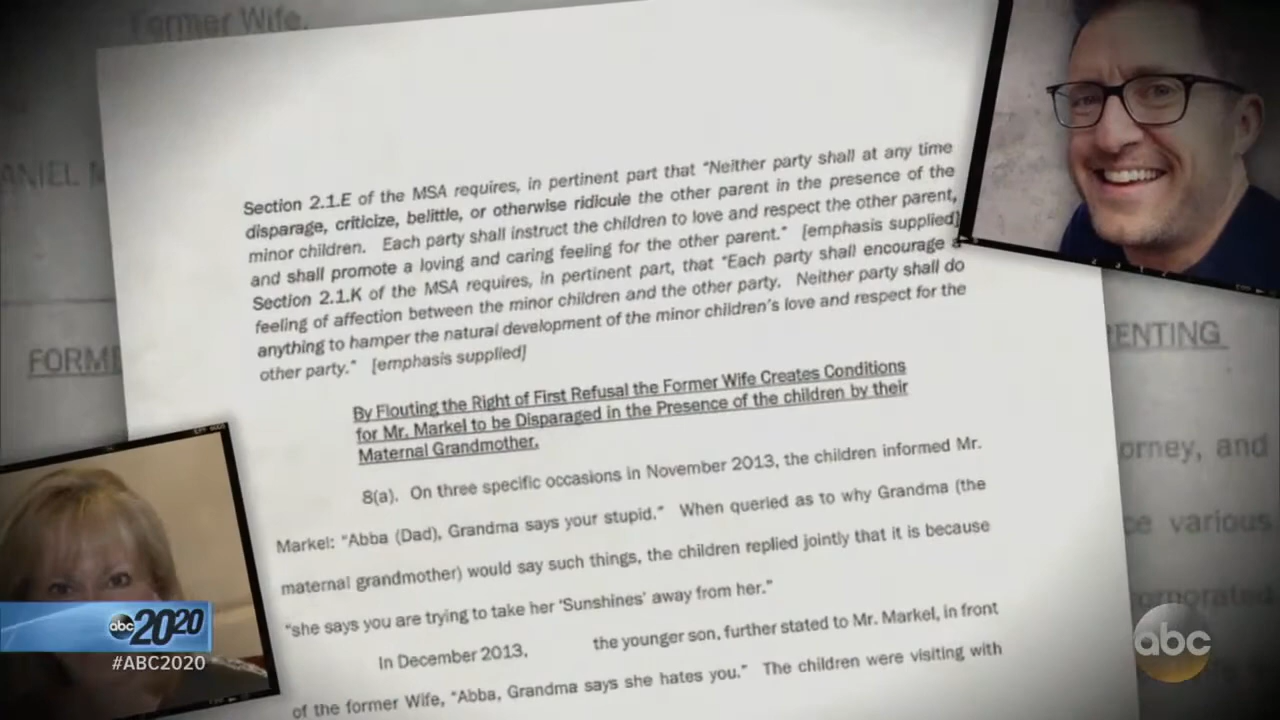 Former Wife.
ANIEL M
FORME
ENTING
orney, and
ce various
Section 2.1.E of the MSA requires, in pertinent part that “Neither party shall at any time
disparage, criticize, belittle, or otherwise ridicule the other parent in the presence of the
minor children. Each party shall instruct the children to love and respect the other parent,
and shall promote a loving and caring feeling for the other parent.” [emphasis supplied]
Section 2.1.K of the MSA requires, in pertinent part, that “Each party shall encourage a
feeling of affection between the minor children and the other party. Neither party shall do
anything to hamper the natural development of the minor children’s love and respect for the
other party.” [emphasis supplied]
By Flouting the Right of First Refusal the Former Wife Creates Conditions
for Mr. Markel to be Disparaged in the Presence of the children by their
Maternal Grandmother.
8(a). On three specific occasions in November 2013, the children informed Mr.
Markel: “Abba (Dad), Grandma says your stupid.” When queried as to why Grandma (the
maternal grandmother) would say such things, the children replied jointly that it is because
“she says you are trying to take her ‘Sunshines’ away from her.”
In December 2013, the younger son, further stated to Mr. Markel, in front
of the former Wife, “Abba, Grandma says she hates you.” The children were visiting with
abc 2020
#ABC2020
abc